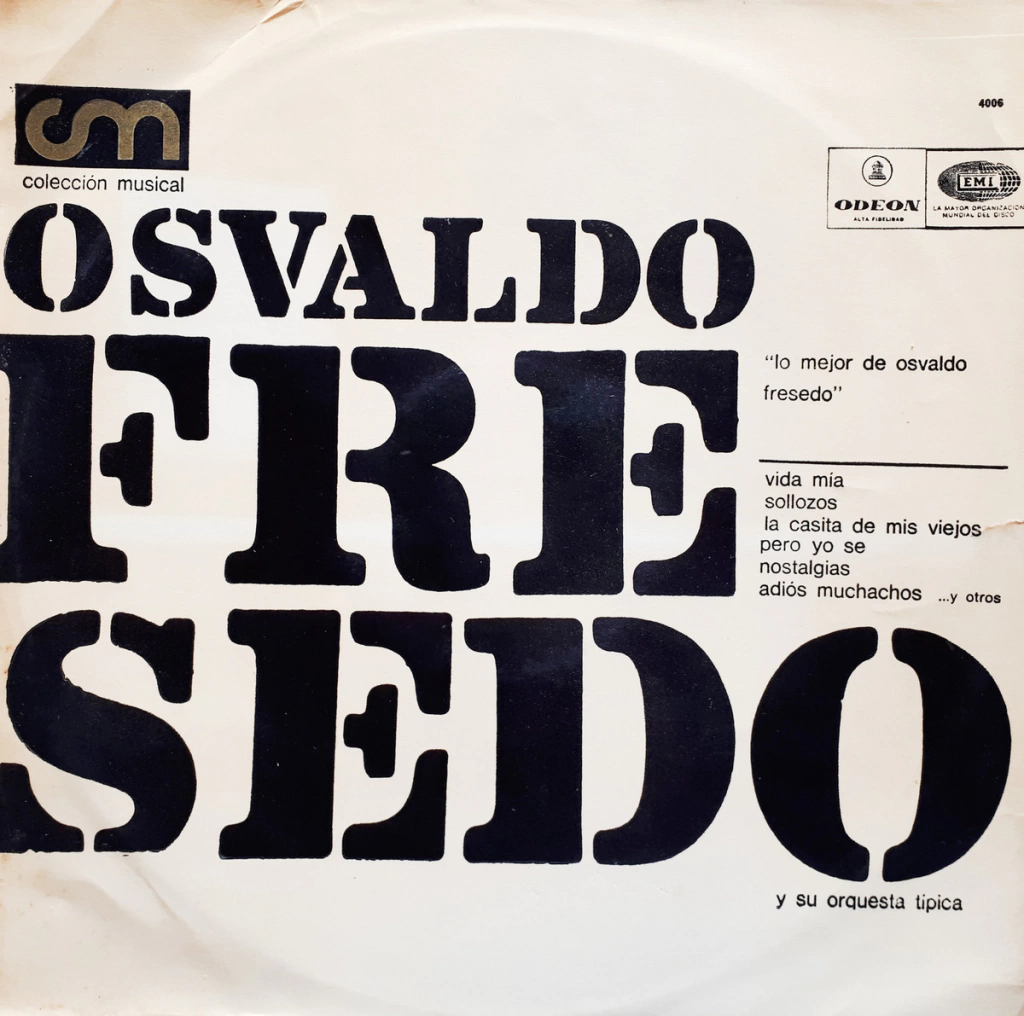 cm
colección musical
4006
ODEON
ALTA FIDELIDAD
EMI
LA MAYOR ORGANIZACION
MUNDIAL DEL DISCO
OSVALDO
FRE
SEDO
"lo mejor de osvaldo
fresedo"
vida mía
sollozos
la casita de mis viejos
pero yo se
nostalgias
adiós muchachos ...y otros
y su orquesta típica